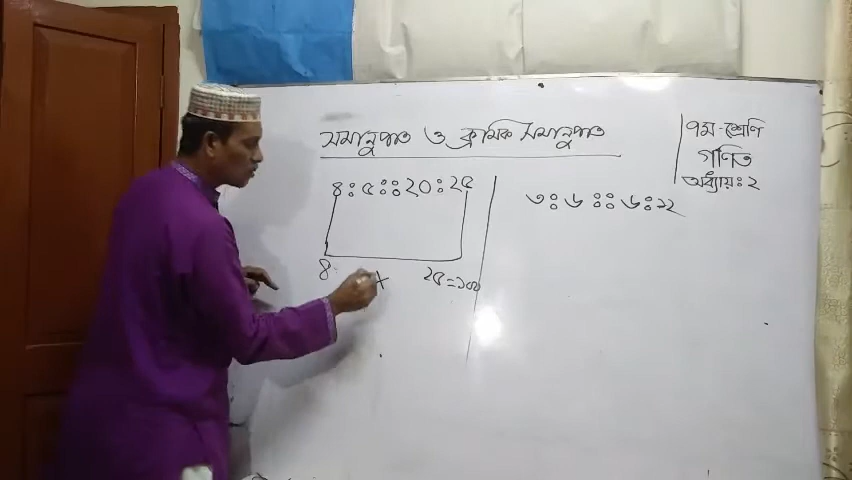 সমানুপাত ও ক্রমিক সমানুপাত
৭ম-শ্রেণি
গণিত
অধ্যায়ঃ ২
৪ : ৫ :: ২০ : ২৫
৩ : ৬ :: ৬ : ১২
৪ × ২৫ = ১০০